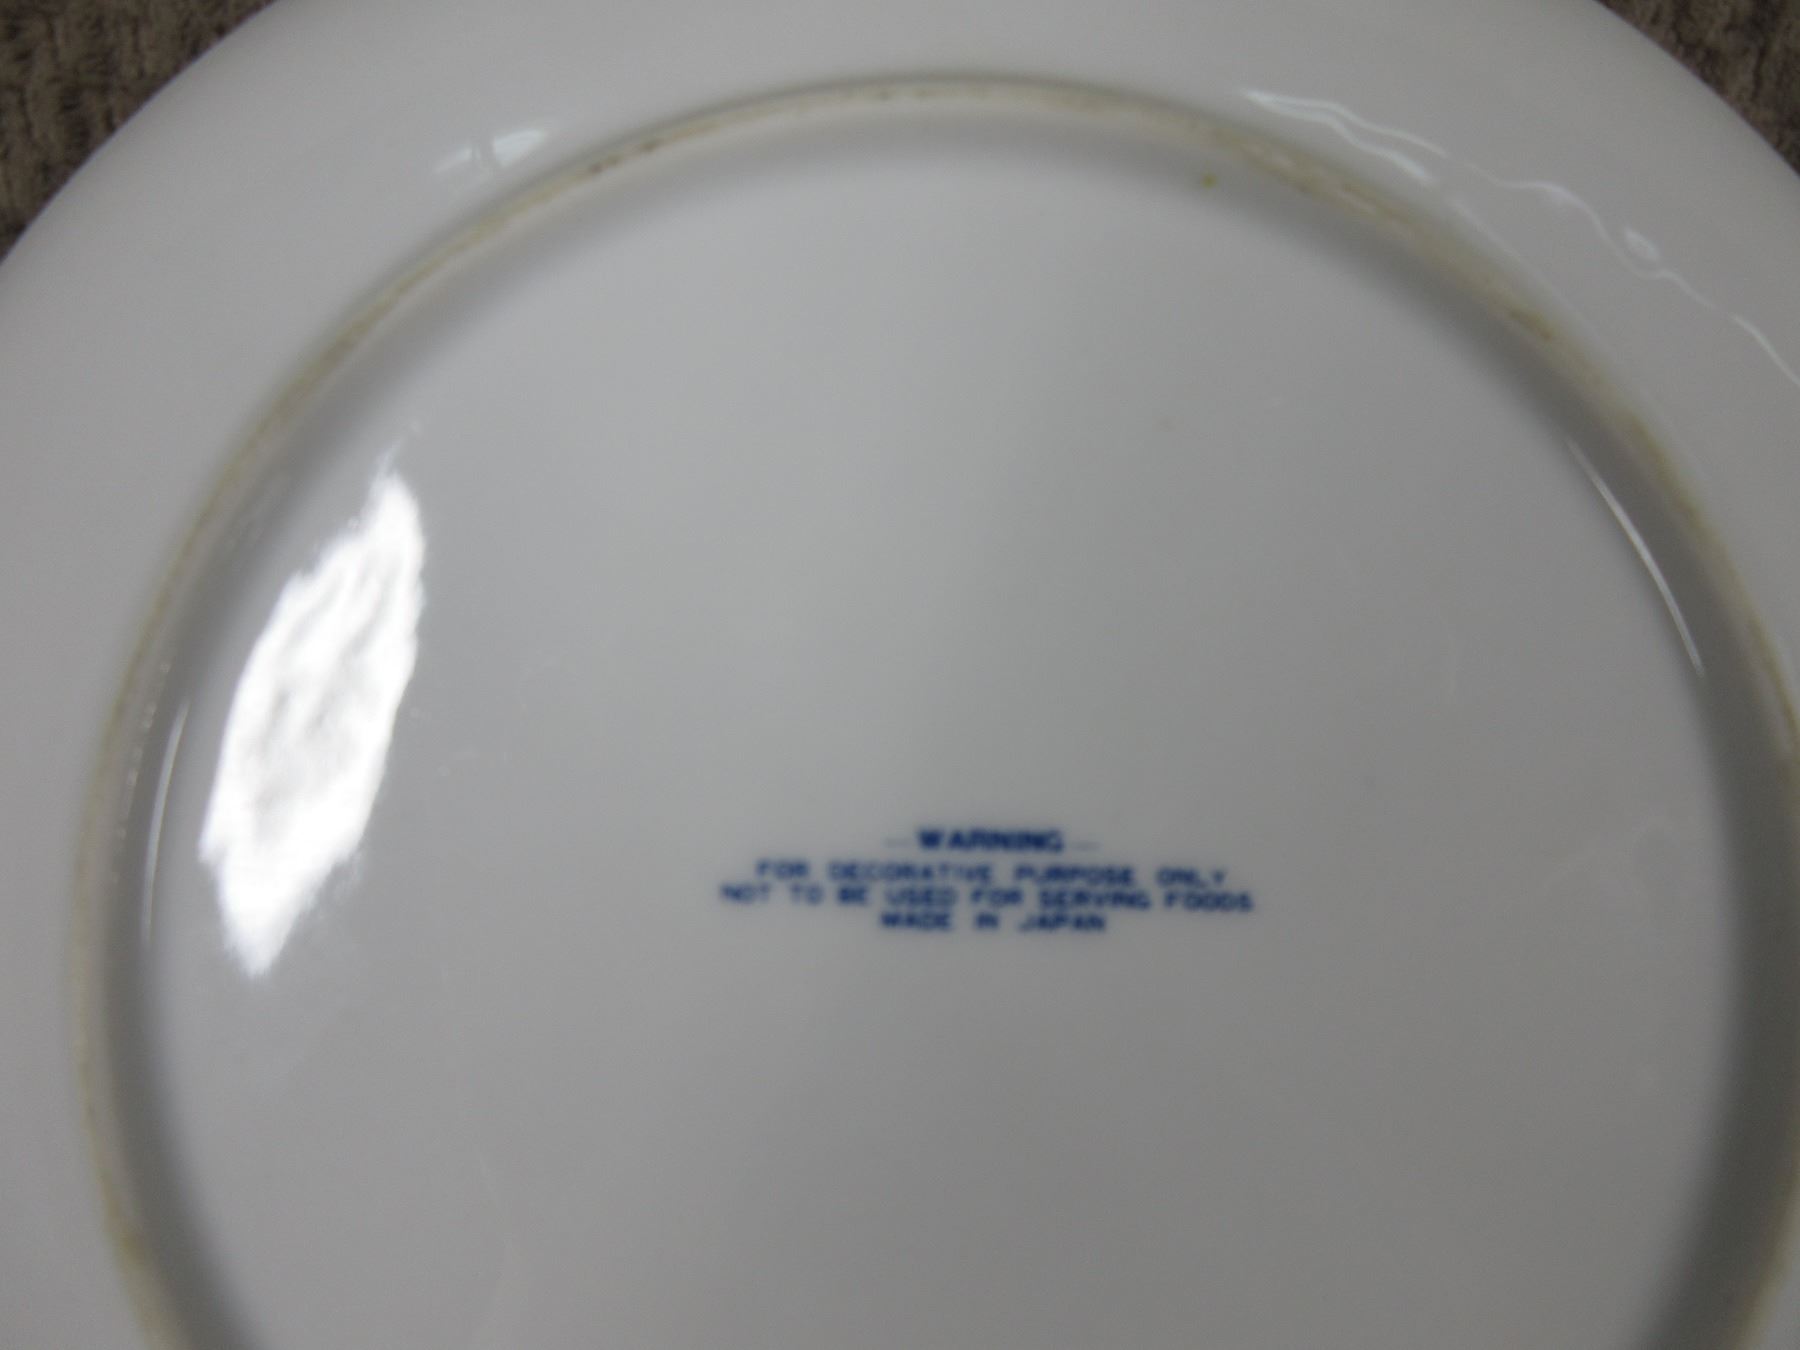 —WARNING—
FOR DECORATIVE PURPOSE ONLY
NOT TO BE USED FOR SERVING FOODS
MADE IN JAPAN